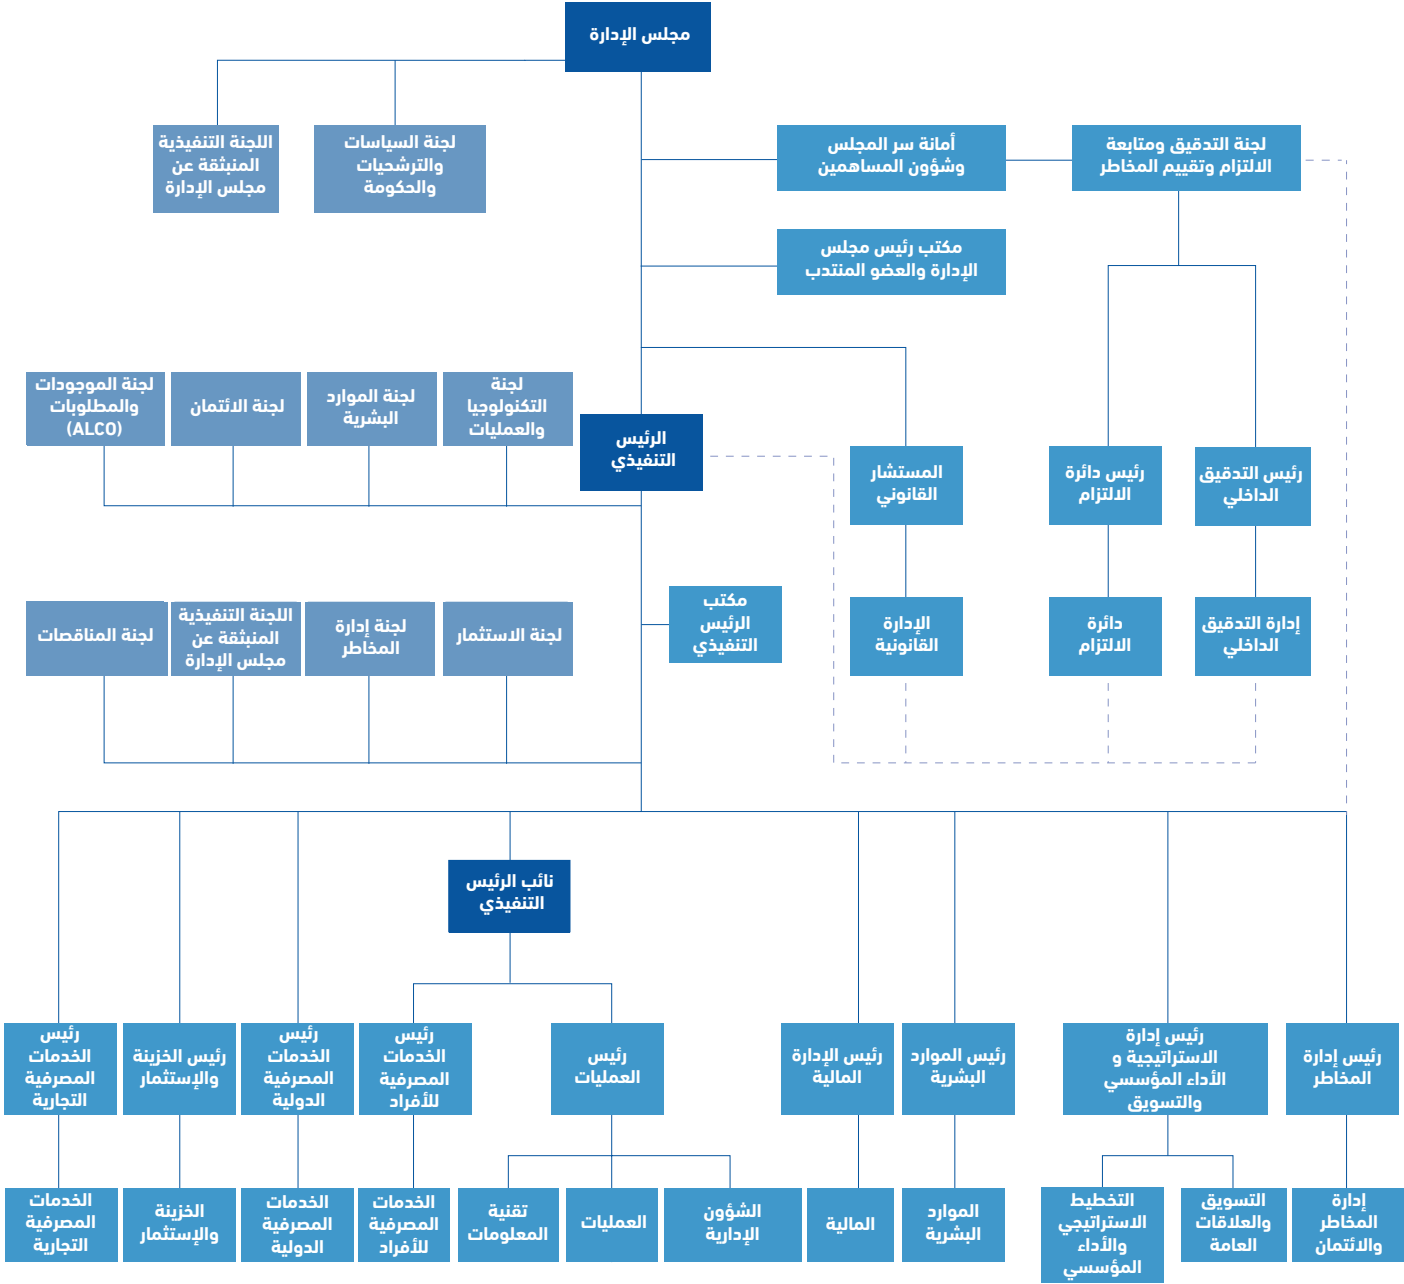 مجلس الإدارة
لجنة التدقيق ومتابعة
الالتزام وتقييم المخاطر
أمانة سر المجلس
وشؤون المساهمين
لجنة السياسات
والترشحيات
والحكومة
اللجنة التنفيذية
المنبثقة عن
مجلس الإدارة
مكتب رئيس مجلس
الإدارة والعضو المنتدب
لجنة
التكنولوجيا
والعمليات
لجنة الموارد
البشرية
لجنة الائتمان
لجنة الموجودات
والمطلوبات
(ALCO)
الرئيس
التنفيذي
رئيس التدقيق
الداخلي
رئيس دائرة
الالتزام
المستشار
القانوني
إدارة التدقيق
الداخلي
دائرة
الالتزام
الإدارة
القانونية
مكتب
الرئيس
التنفيذي
لجنة الاستثمار
لجنة إدارة
المخاطر
اللجنة التنفيذية
المنبثقة عن
مجلس الإدارة
لجنة المناقصات
نائب الرئيس
التنفيذي
رئيس إدارة
المخاطر
رئيس إدارة
الاستراتيجية و
الأداء المؤسسي
والتسويق
رئيس الموارد
البشرية
رئيس الإدارة
المالية
رئيس
العمليات
رئيس
الخدمات
المصرفية
للأفراد
رئيس
الخدمات
المصرفية
الدولية
رئيس الخزينة
والإستثمار
رئيس
الخدمات
المصرفية
التجارية
إدارة
المخاطر
والائتمان
التسويق
والعلاقات
العامة
التخطيط
الاستراتيجي
والأداء
المؤسسي
الموارد
البشرية
المالية
الشؤون
الإدارية
العمليات
تقنية
المعلومات
الخدمات
المصرفية
للأفراد
الخدمات
المصرفية
الدولية
الخزينة
والإستثمار
الخدمات
المصرفية
التجارية